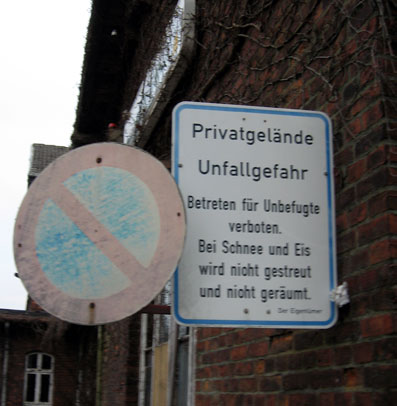 Privatgelände
Unfallgefahr
Betreten für Unbefugte
verboten.
Bei Schnee und Eis
wird nicht gestreut
und nicht geräumt.
Der Eigentümer